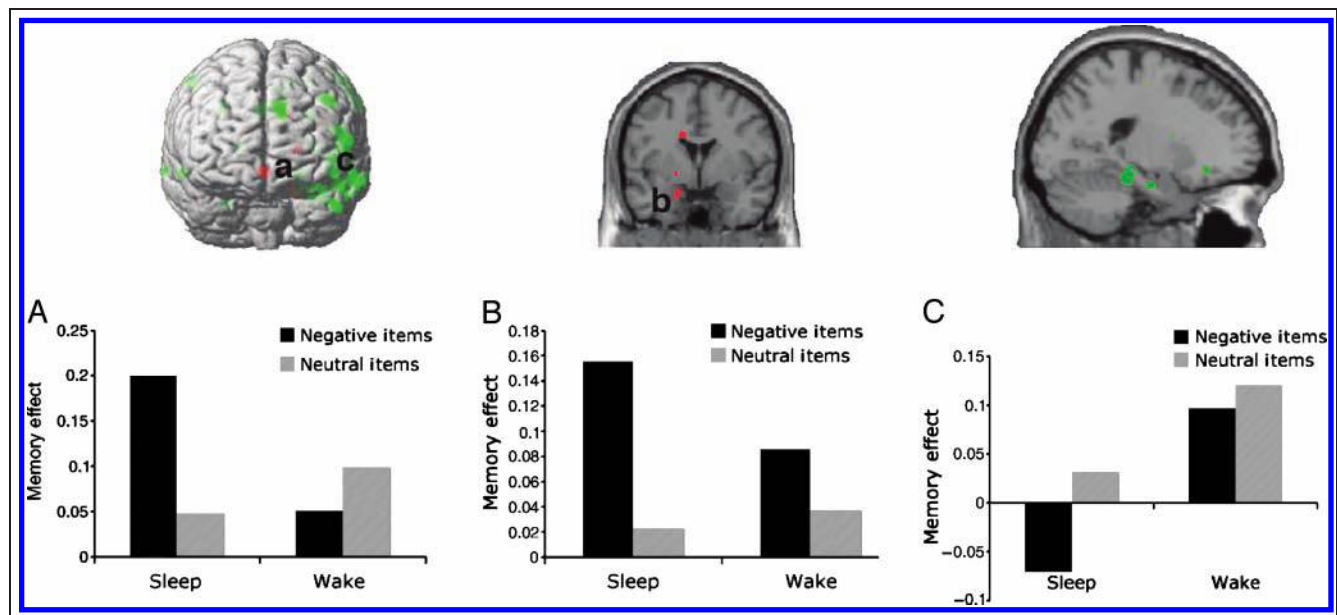 a
c
b
A
0.25
0.2
0.15
0.1
0.05
0
Memory effect
Negative items
Neutral items
Sleep Wake
B
0.18
0.16
0.14
0.12
0.1
0.08
0.06
0.04
0.02
0
Memory effect
Negative items
Neutral items
Sleep Wake
C
0.15
0.1
0.05
0
−0.05
−0.1
Memory effect
Negative items
Neutral items
Sleep Wake